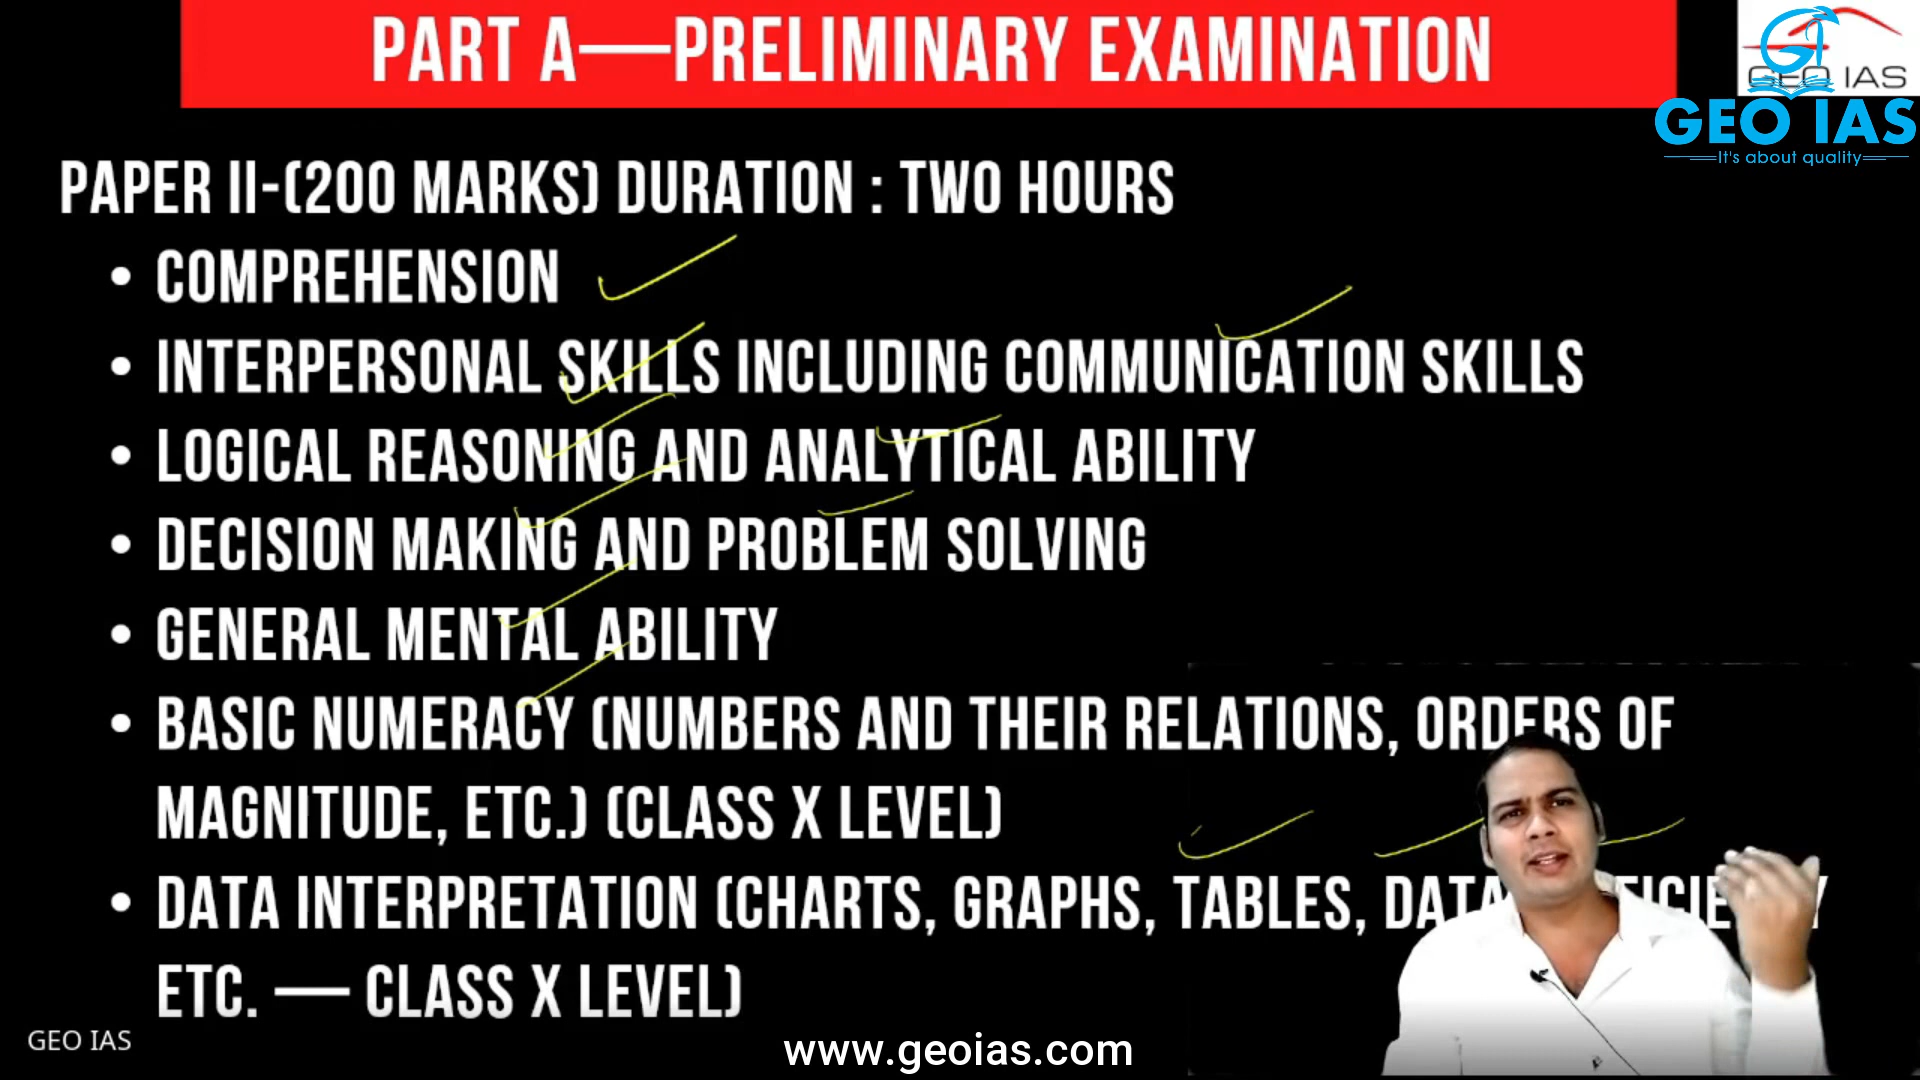 PART A—PRELIMINARY EXAMINATION
GEO IAS
GEO IAS
It's about quality
PAPER II-(200 MARKS) DURATION : TWO HOURS
• COMPREHENSION
• INTERPERSONAL SKILLS INCLUDING COMMUNICATION SKILLS
• LOGICAL REASONING AND ANALYTICAL ABILITY
• DECISION MAKING AND PROBLEM SOLVING
• GENERAL MENTAL ABILITY
• BASIC NUMERACY (NUMBERS AND THEIR RELATIONS, ORDERS OF
MAGNITUDE, ETC.) (CLASS X LEVEL)
• DATA INTERPRETATION (CHARTS, GRAPHS, TABLES, DATA
ETC. — CLASS X LEVEL)
GEO IAS
www.geoias.com